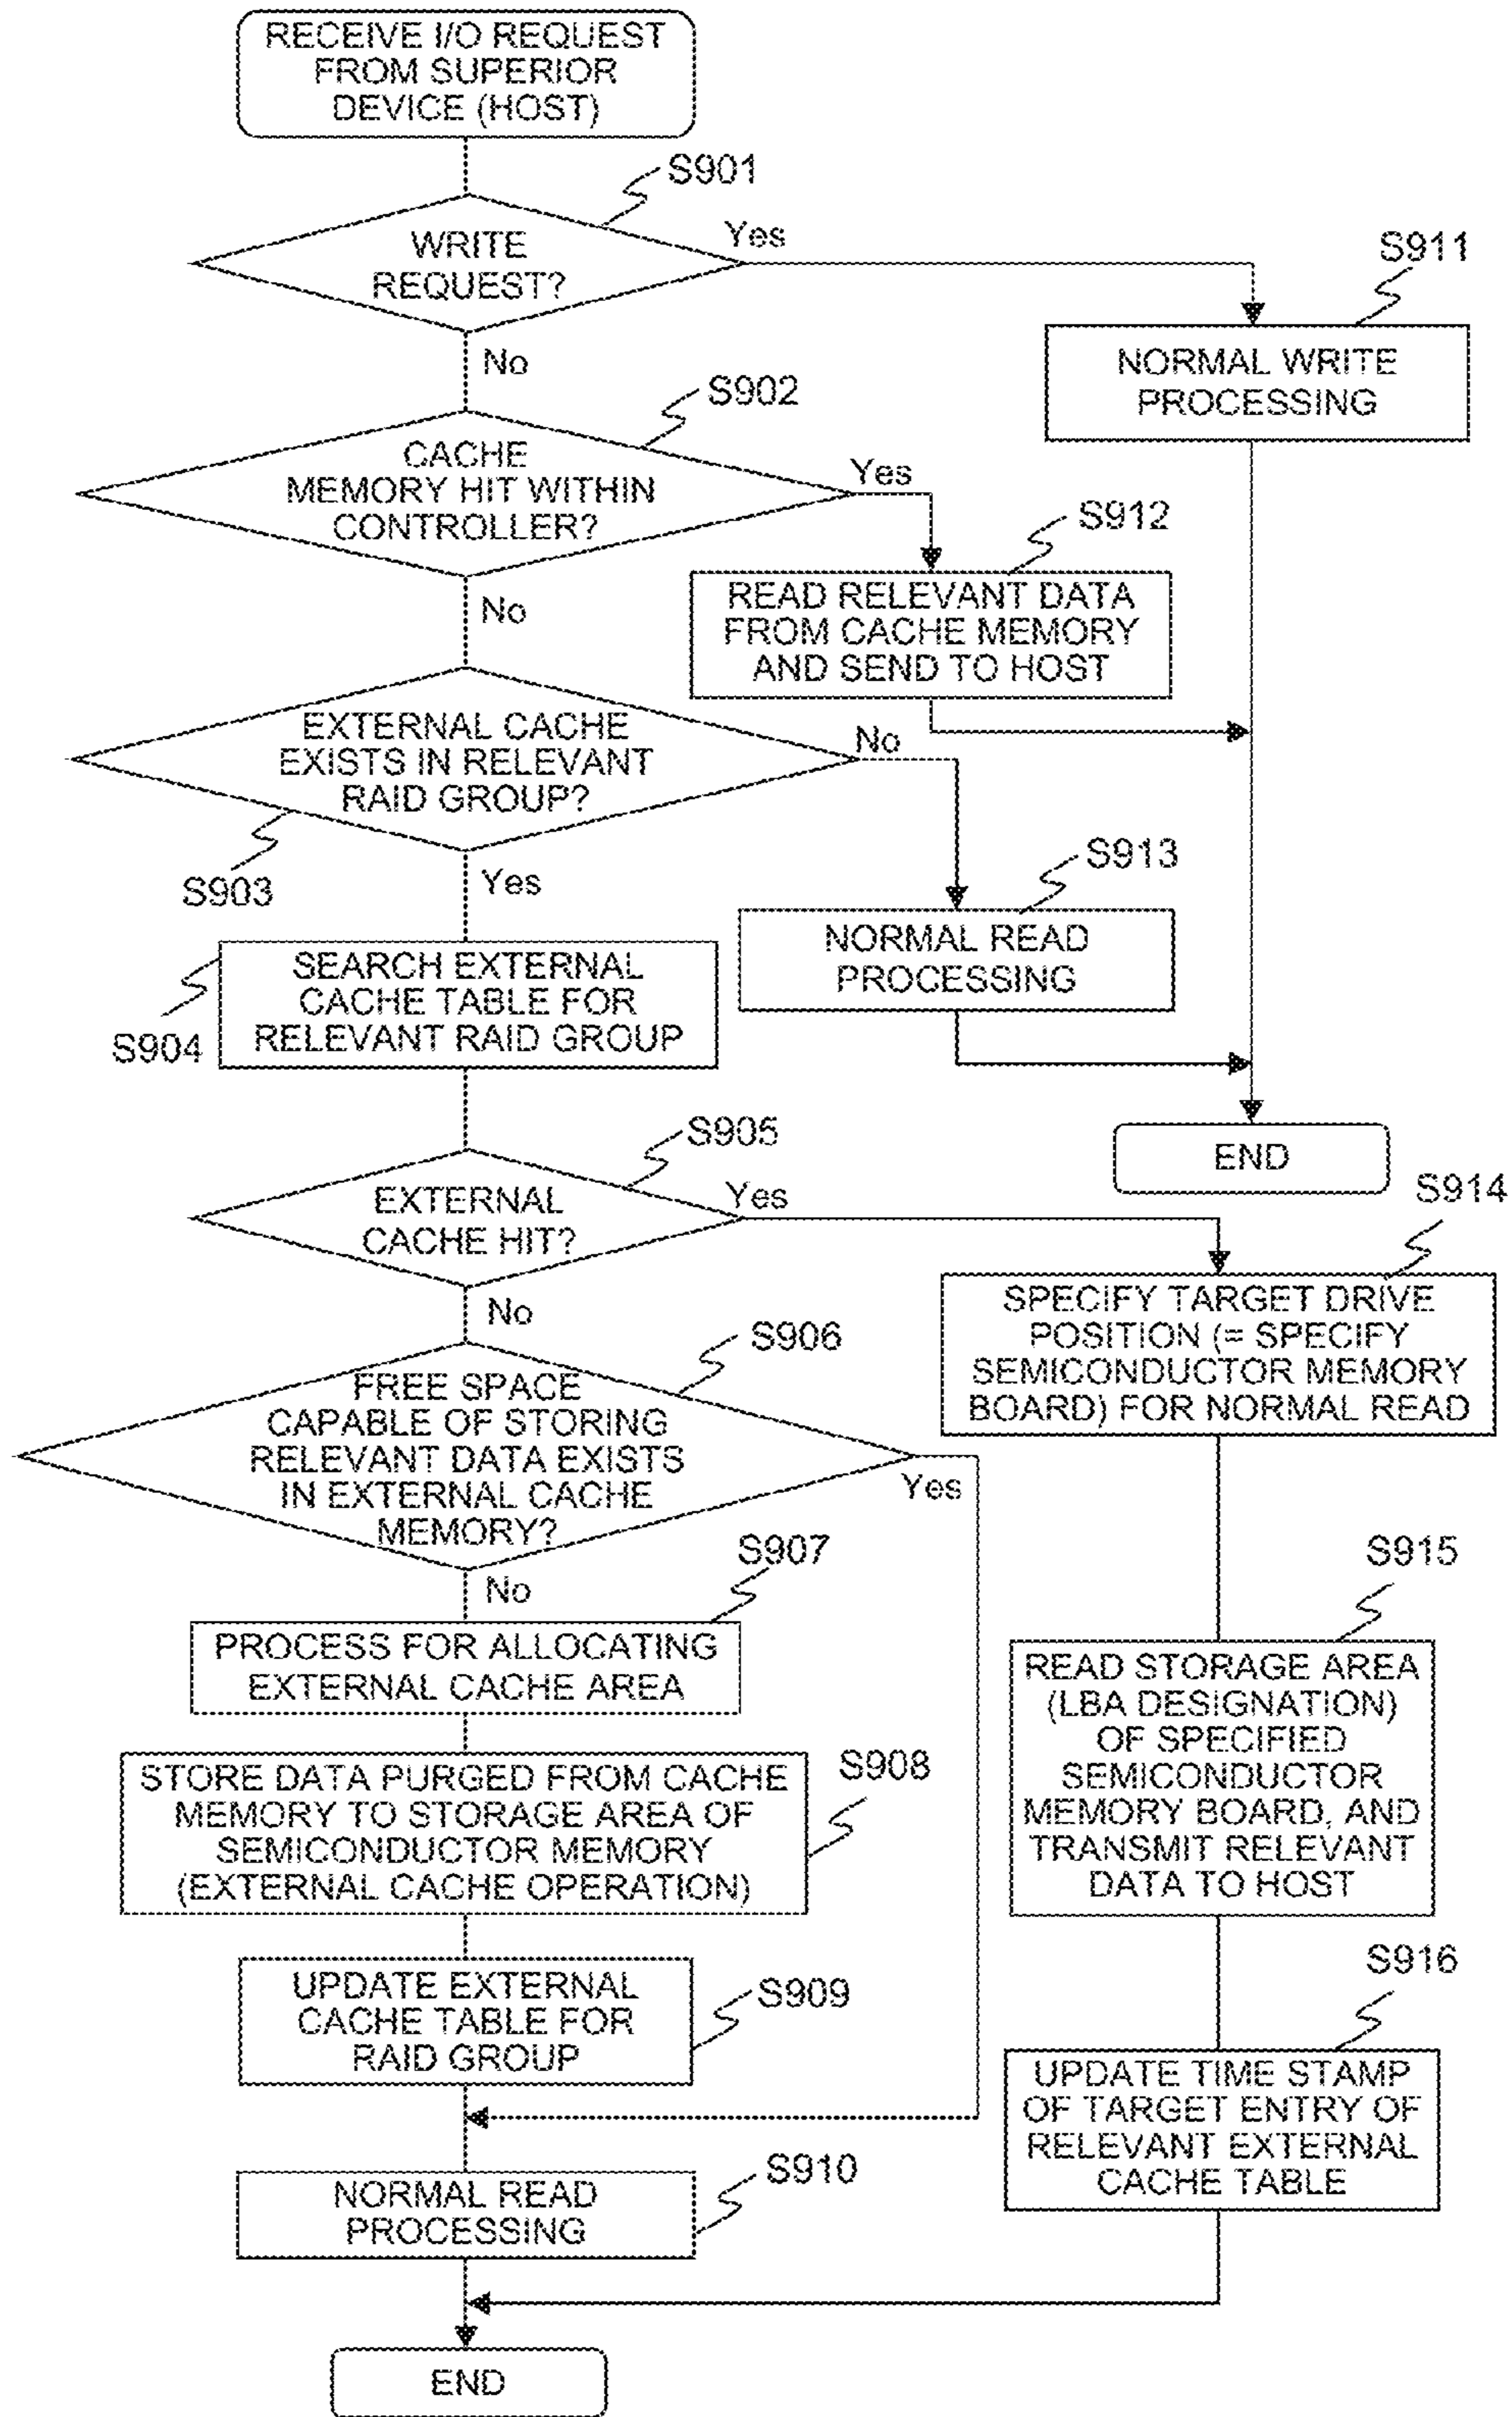 RECEIVE I/O REQUEST
FROM SUPERIOR
DEVICE (HOST)
S901
WRITE
REQUEST?
Yes
No
S911
NORMAL WRITE
PROCESSING
S902
CACHE
MEMORY HIT WITHIN
CONTROLLER?
Yes
No
S912
READ RELEVANT DATA
FROM CACHE MEMORY
AND SEND TO HOST
EXTERNAL CACHE
EXISTS IN RELEVANT
RAID GROUP?
No
S903
Yes
S913
NORMAL READ
PROCESSING
SEARCH EXTERNAL
CACHE TABLE FOR
RELEVANT RAID GROUP
S904
END
S905
EXTERNAL
CACHE HIT?
Yes
No
S914
SPECIFY TARGET DRIVE
POSITION (= SPECIFY
SEMICONDUCTOR MEMORY
BOARD) FOR NORMAL READ
S906
FREE SPACE
CAPABLE OF STORING
RELEVANT DATA EXISTS
IN EXTERNAL CACHE
MEMORY?
Yes
No
S907
PROCESS FOR ALLOCATING
EXTERNAL CACHE AREA
S915
READ STORAGE AREA
(LBA DESIGNATION)
OF SPECIFIED
SEMICONDUCTOR
MEMORY BOARD, AND
TRANSMIT RELEVANT
DATA TO HOST
STORE DATA PURGED FROM CACHE
MEMORY TO STORAGE AREA OF
SEMICONDUCTOR MEMORY
(EXTERNAL CACHE OPERATION)
S908
UPDATE EXTERNAL
CACHE TABLE FOR
RAID GROUP
S909
S916
UPDATE TIME STAMP
OF TARGET ENTRY OF
RELEVANT EXTERNAL
CACHE TABLE
NORMAL READ
PROCESSING
S910
END